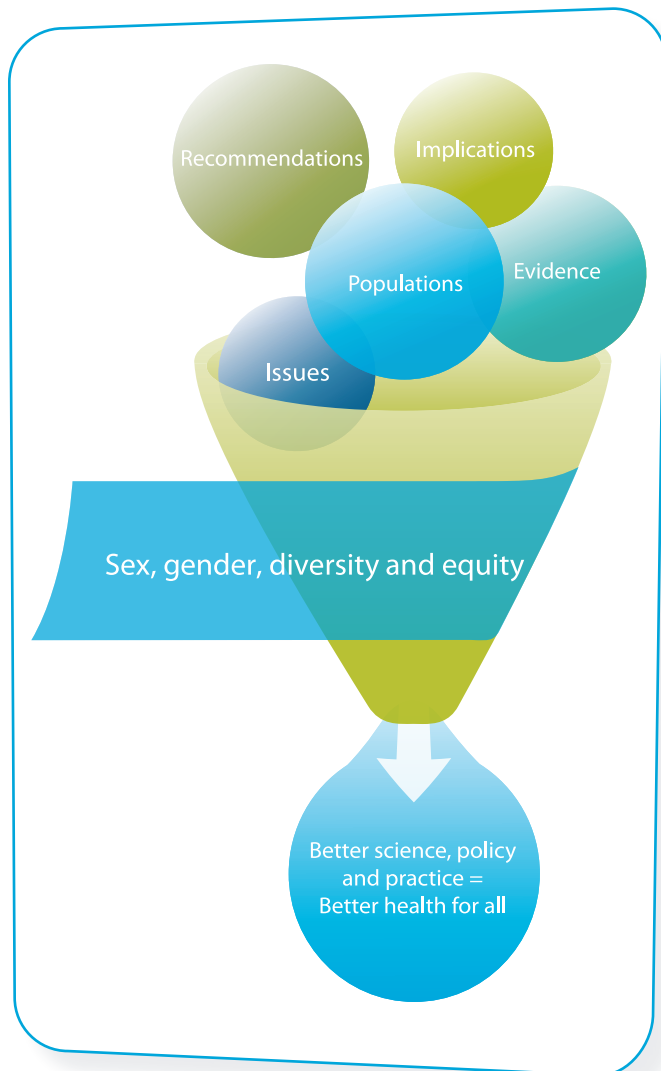 Recommendations
Implications
Populations
Evidence
Issues
Sex, gender, diversity and equity
Better science, policy
and practice =
Better health for all